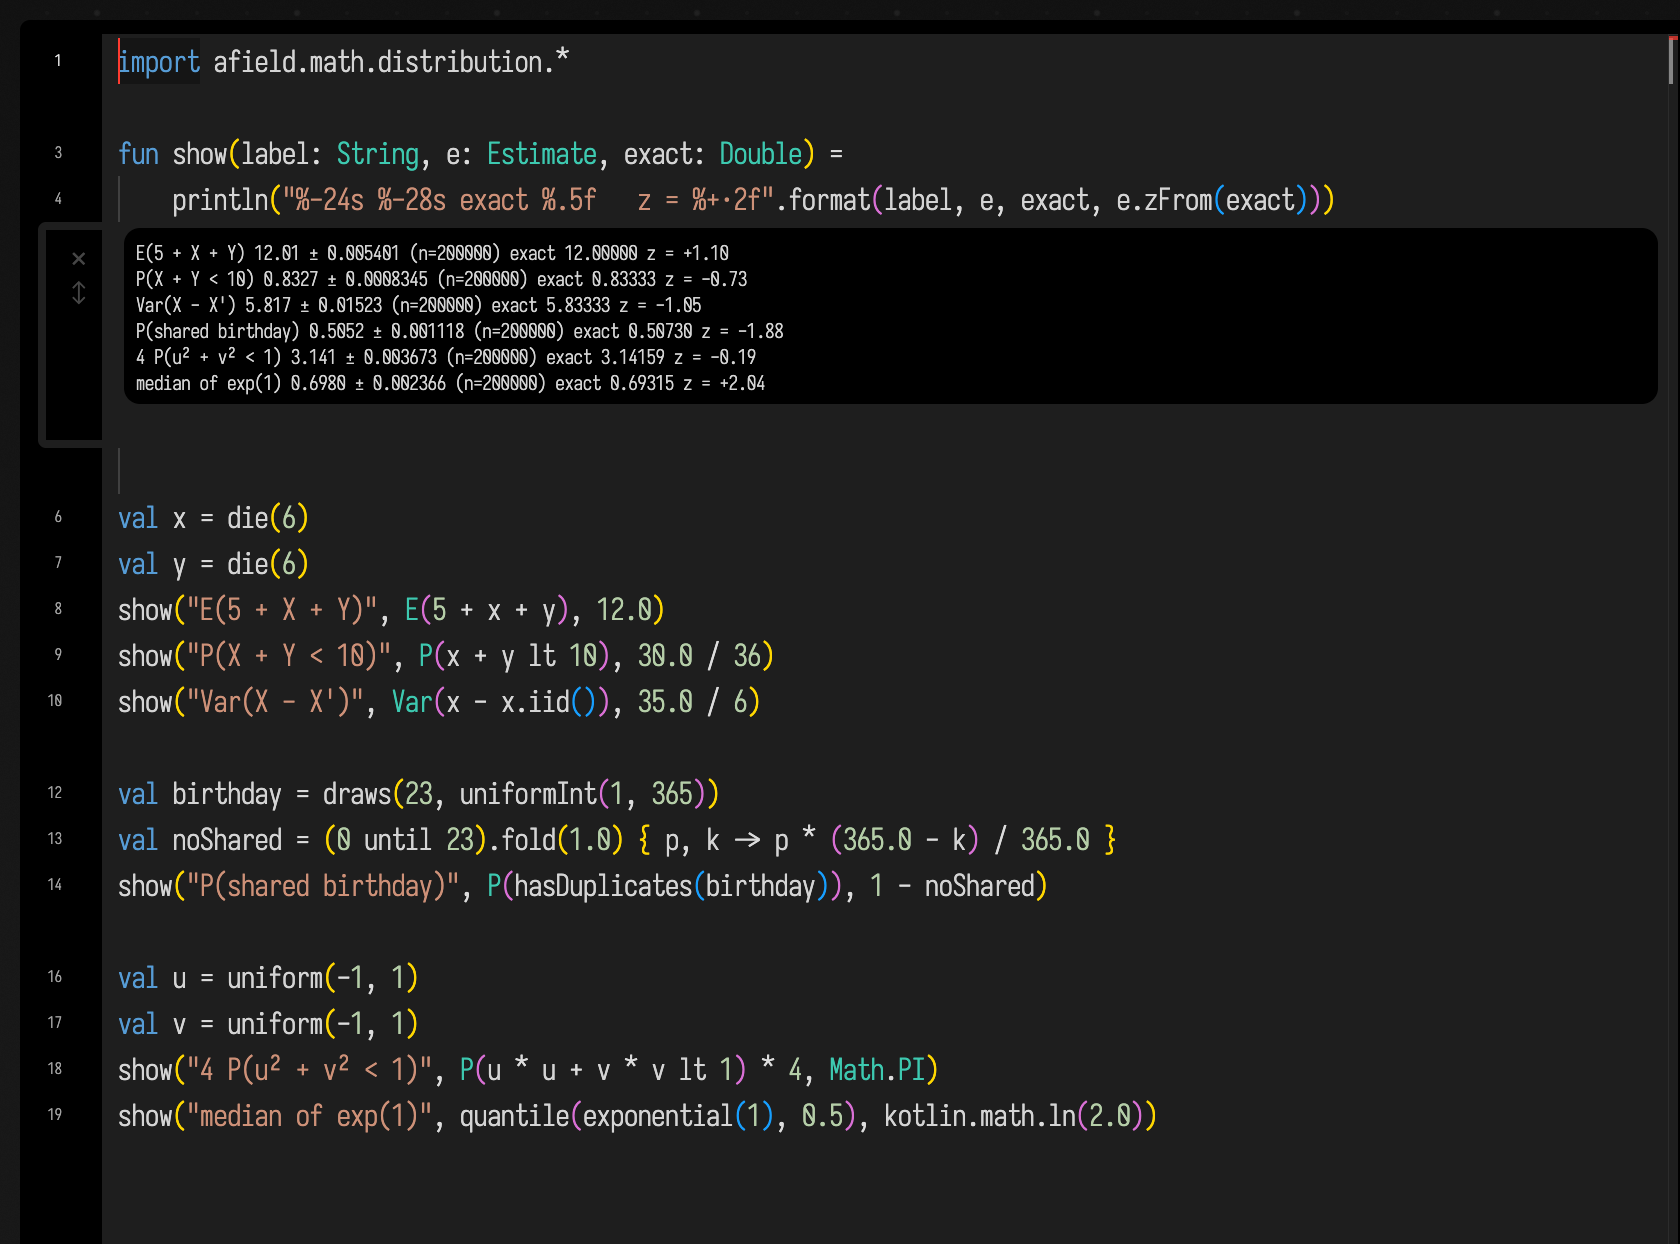 1 import afield.math.distribution.*
3 fun show(label: String, e: Estimate, exact: Double) =
4 println("%-24s %-28s exact %.5f   z = %+.2f".format(label, e, exact, e.zFrom(exact)))
× ↕
E(5 + X + Y) 12.01 ± 0.005401 (n=200000) exact 12.00000 z = +1.10
P(X + Y < 10) 0.8327 ± 0.0008345 (n=200000) exact 0.83333 z = -0.73
Var(X - X') 5.817 ± 0.01523 (n=200000) exact 5.83333 z = -1.05
P(shared birthday) 0.5052 ± 0.001118 (n=200000) exact 0.50730 z = -1.88
4 P(u² + v² < 1) 3.141 ± 0.003673 (n=200000) exact 3.14159 z = -0.19
median of exp(1) 0.6980 ± 0.002366 (n=200000) exact 0.69315 z = +2.04
6 val x = die(6)
7 val y = die(6)
8 show("E(5 + X + Y)", E(5 + x + y), 12.0)
9 show("P(X + Y < 10)", P(x + y lt 10), 30.0 / 36)
10 show("Var(X - X')", Var(x - x.iid()), 35.0 / 6)
12 val birthday = draws(23, uniformInt(1, 365))
13 val noShared = (0 until 23).fold(1.0) { p, k -> p * (365.0 - k) / 365.0 }
14 show("P(shared birthday)", P(hasDuplicates(birthday)), 1 - noShared)
16 val u = uniform(-1, 1)
17 val v = uniform(-1, 1)
18 show("4 P(u² + v² < 1)", P(u * u + v * v lt 1) * 4, Math.PI)
19 show("median of exp(1)", quantile(exponential(1), 0.5), kotlin.math.ln(2.0))